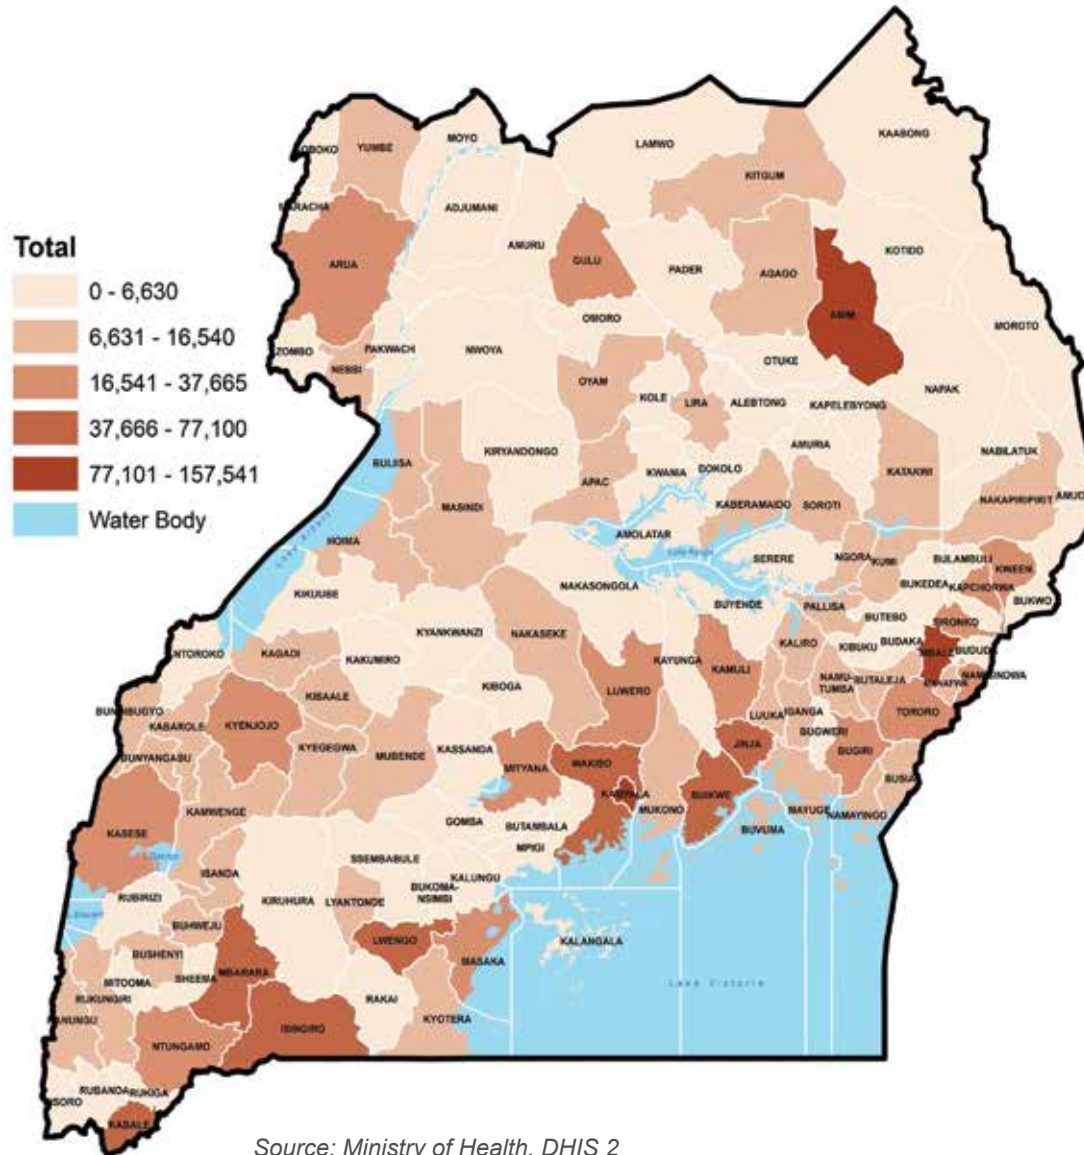 Total
0 - 6,630
6,631 - 16,540
16,541 - 37,665
37,666 - 77,100
77,101 - 157,541
Water Body
KAABONG
MOYO
LAMWO
YUMBE
KITGUM
ADJUMANI
AMURU
KOTIDO
ARUA
GULU
PADER
AGAGO
ABIM
OMORO
MOROTO
ZOMBO
PAKWACH
NWOYA
OTUKE
NEBBI
OYAM
KOLE
LIRA
ALEBTONG
KAPELEBYONG
NAPAK
KIRYANDONGO
AMURIA
NABILATUK
BULIISA
APAC
KWANIA
DOKOLO
KATAKWI
NAKAPIRIPIRIT
MASINDI
KABERAMAIDO
SOROTI
AMOLATAR
HOIMA
SERERE
NGORA
KUMI
BULAMBULI
KWEEN
NAKASONGOLA
BUKEDEA
KAPCHORWA
BUKWO
KIKUUBE
BUYENDE
PALLISA
BUTEBO
SIRONKO
KYANKWANZI
NAKASEKE
KALIRO
KIBUKU
BUDAKA
MBALE
NTOROKO
KAGADI
KAKUMIRO
KAYUNGA
KAMULI
NAMU-
TUMBA
BUTALEJA
KIBAALE
KIBOGA
LUWERO
LUUKA
IGANGA
TORORO
KABAROLE
KYENJOJO
KYEGEGWA
MUBENDE
KASSANDA
BUGWERI
BUNYANGABU
MITYANA
WAKISO
JINJA
BUGIRI
BUSIA
KAMPALA
MUKONO
BUIKWE
MAYUGE
NAMAYINGO
KAMWENGE
GOMBA
BUTAMBALA
BUVUMA
KASESE
MPIGI
SSEMBABULE
KALUNGU
BUKOMA-
NSIMBI
KIRUHURA
LYANTONDE
RUBIRIZI
BUHWEJU
KALANGALA
LWENGO
BUSHENYI
MASAKA
SHEEMA
MBARARA
MITOOMA
Lake Victoria
RUKUNGIRI
RAKAI
KYOTERA
ISINGIRO
NTUNGAMO
RUBANDA
RUKIGA
KABALE
Source: Ministry of Health, DHIS 2